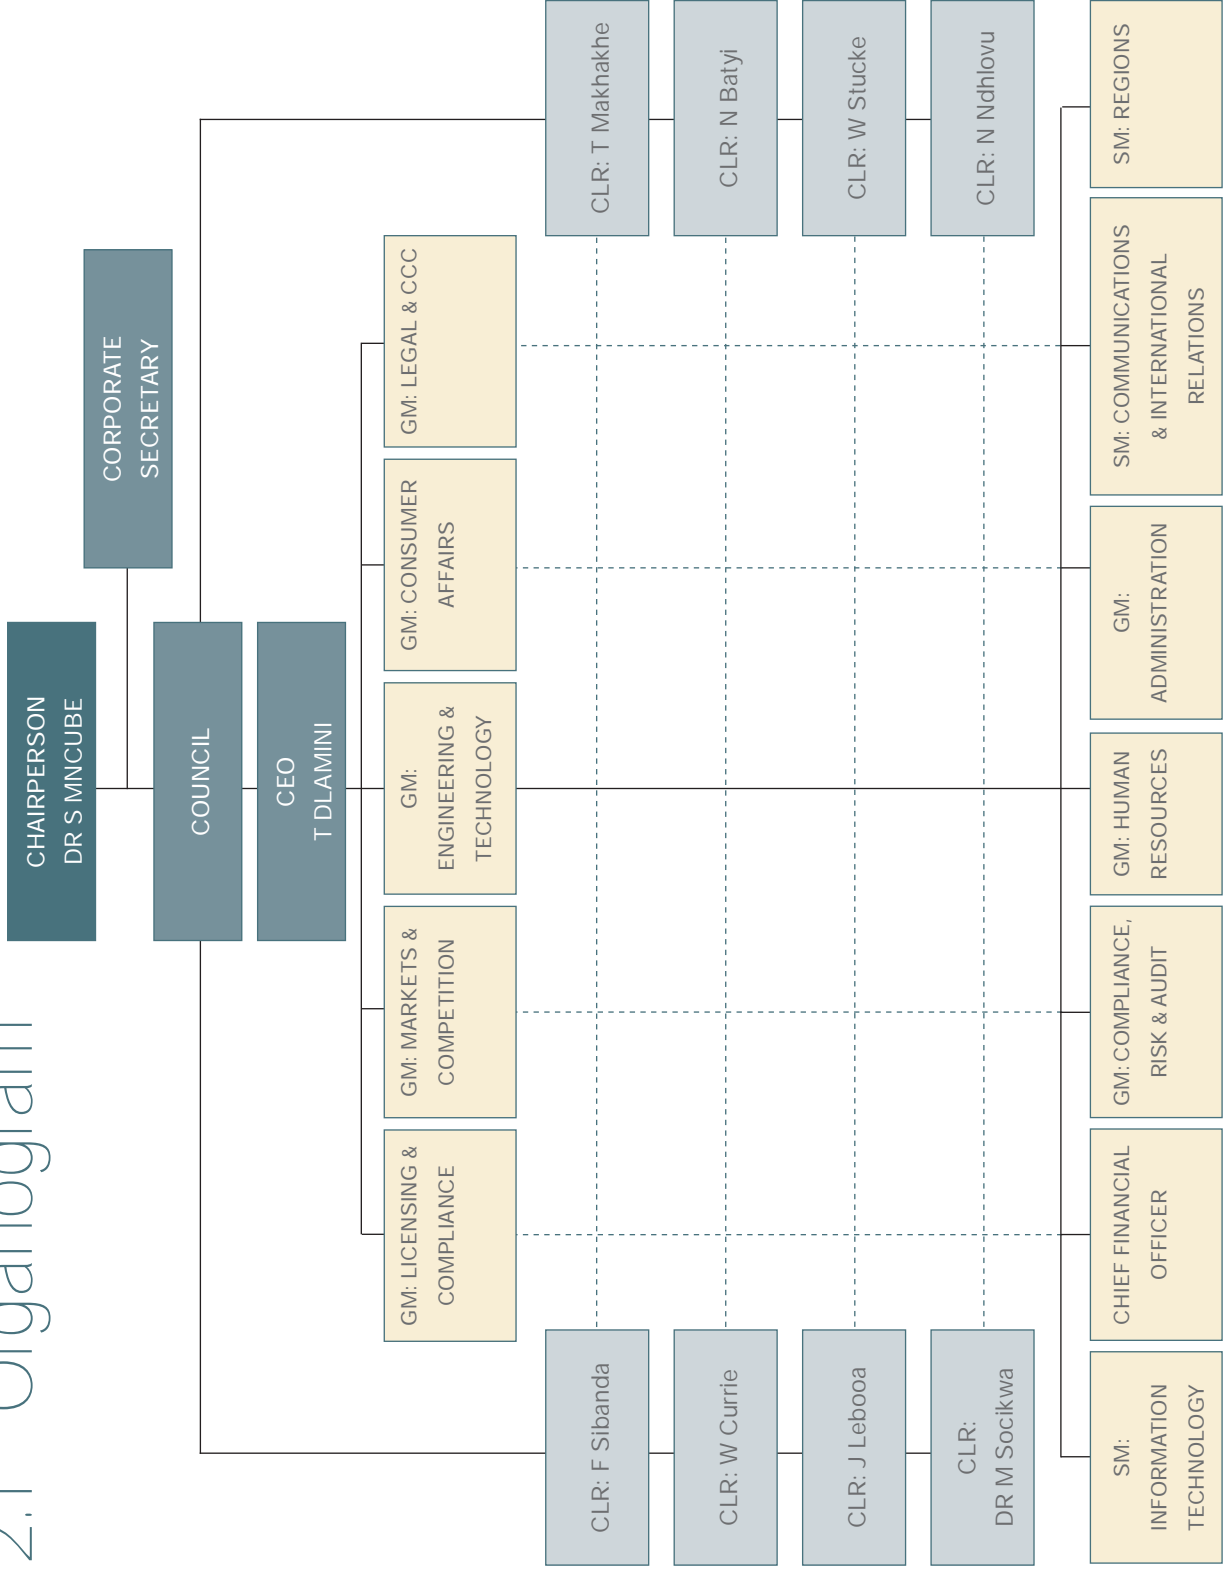 2.1 Organogram
CHAIRPERSON
DR S MNCUBE
CORPORATE
SECRETARY
COUNCIL
CEO
T DLAMINI
GM: LICENSING &
COMPLIANCE
GM: MARKETS &
COMPETITION
GM:
ENGINEERING &
TECHNOLOGY
GM: CONSUMER
AFFAIRS
GM: LEGAL & CCC
CLR: F Sibanda
CLR: T Makhakhe
CLR: W Currie
CLR: N Batyi
CLR: J Lebooa
CLR: W Stucke
CLR:
DR M Socikwa
CLR: N Ndhlovu
SM:
INFORMATION
TECHNOLOGY
CHIEF FINANCIAL
OFFICER
GM: COMPLIANCE,
RISK & AUDIT
GM: HUMAN
RESOURCES
GM:
ADMINISTRATION
SM: COMMUNICATIONS
& INTERNATIONAL
RELATIONS
SM: REGIONS